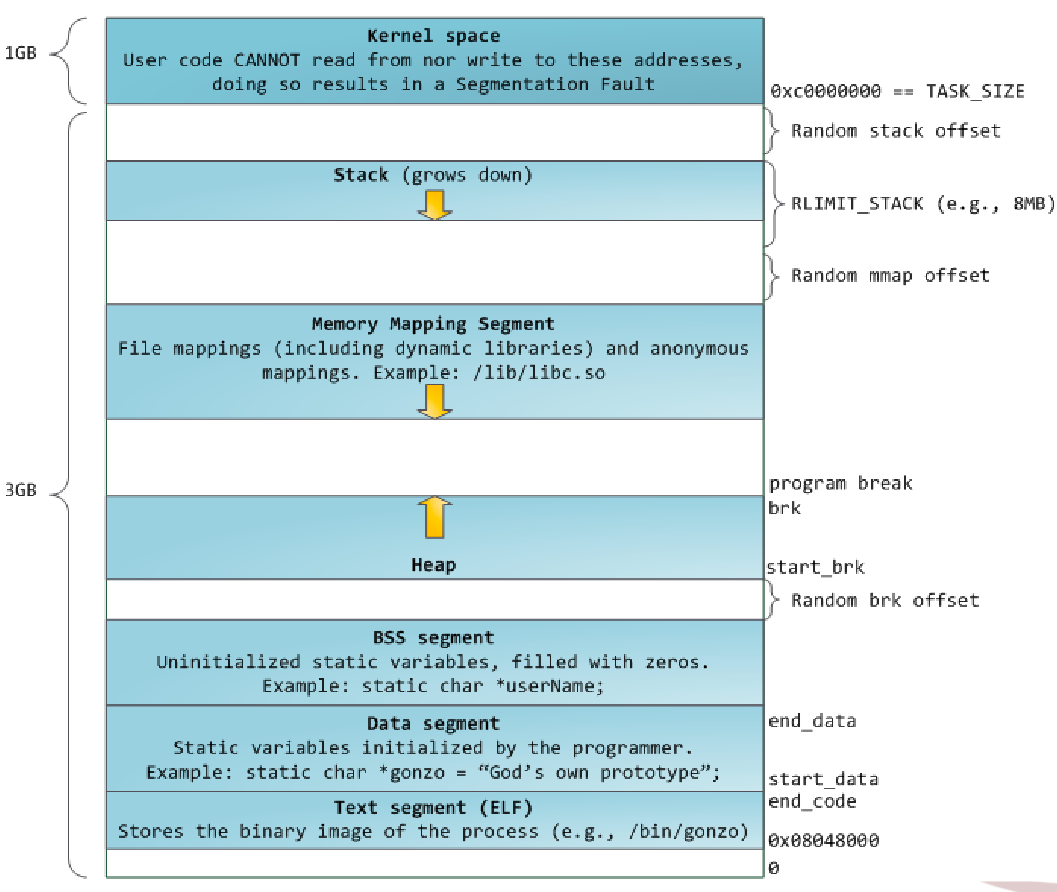 1GB
Kernel space
User code CANNOT read from nor write to these addresses,
doing so results in a Segmentation Fault
0xc0000000 == TASK_SIZE
Random stack offset
Stack (grows down)
RLIMIT_STACK (e.g., 8MB)
Random mmap offset
Memory Mapping Segment
File mappings (including dynamic libraries) and anonymous
mappings. Example: /lib/libc.so
3GB
program break
brk
Heap
start_brk
Random brk offset
BSS segment
Uninitialized static variables, filled with zeros.
Example: static char *userName;
Data segment
Static variables initialized by the programmer.
Example: static char *gonzo = “God’s own prototype”;
end_data
start_data
Text segment (ELF)
Stores the binary image of the process (e.g., /bin/gonzo)
end_code
0x08048000
0